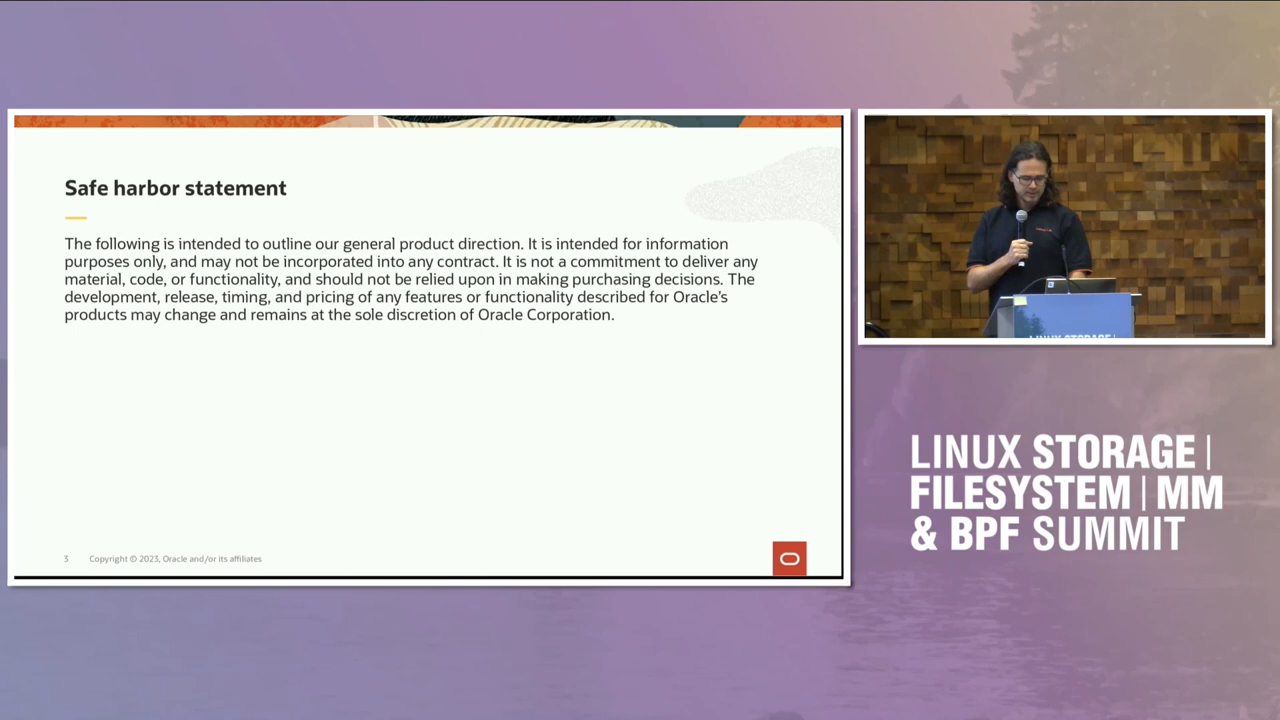 Safe harbor statement
The following is intended to outline our general product direction. It is intended for information
purposes only, and may not be incorporated into any contract. It is not a commitment to deliver any
material, code, or functionality, and should not be relied upon in making purchasing decisions. The
development, release, timing, and pricing of any features or functionality described for Oracle's
products may change and remains at the sole discretion of Oracle Corporation.
3 Copyright © 2023, Oracle and/or its affiliates
LINUX STORAGE|
LINUX STORAGE |
FILESYSTEM | MM
& BPF SUMMIT